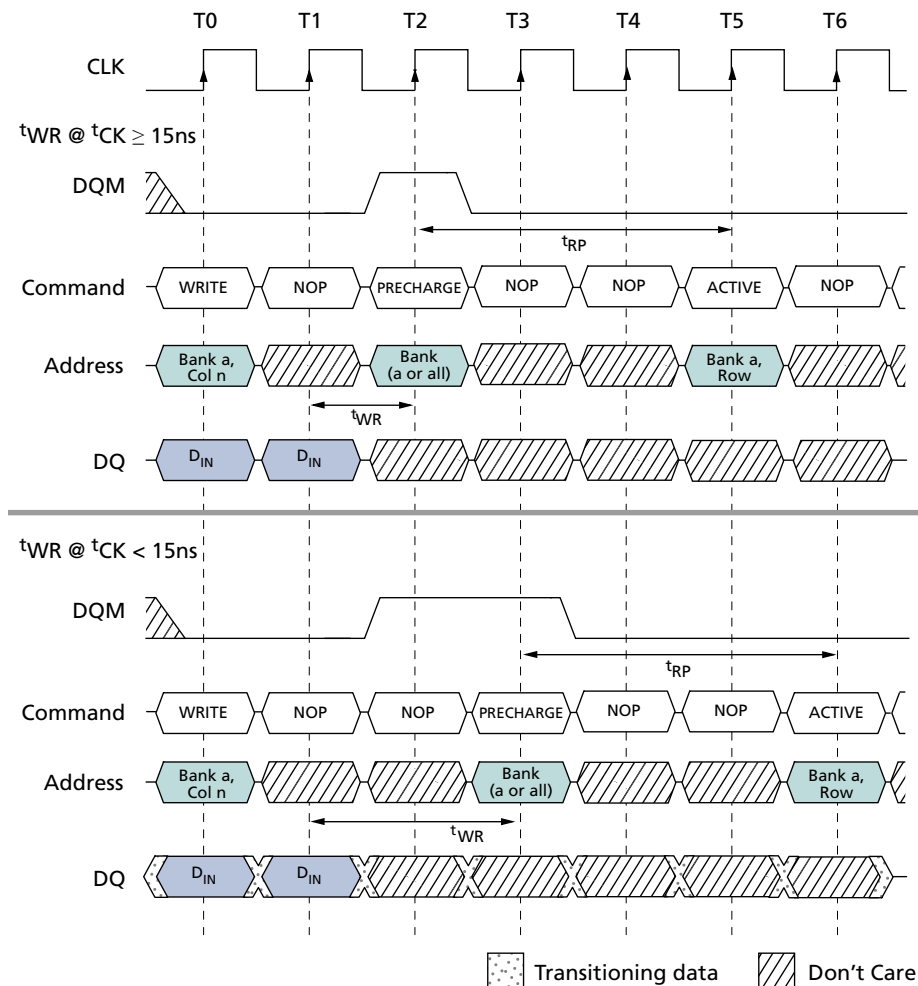 T0 T1 T2 T3 T4 T5 T6
CLK
tWR @ tCK ≥ 15ns
DQM
tRP
Command WRITE NOP PRECHARGE NOP NOP ACTIVE NOP
Address Bank a, Bank Bank a,
Col n (a or all) Row
tWR
DQ DIN DIN
tWR @ tCK < 15ns
DQM
tRP
Command WRITE NOP NOP PRECHARGE NOP NOP ACTIVE
Address Bank a, Bank Bank a,
Col n (a or all) Row
tWR
DQ DIN DIN
Transitioning data Don't Care